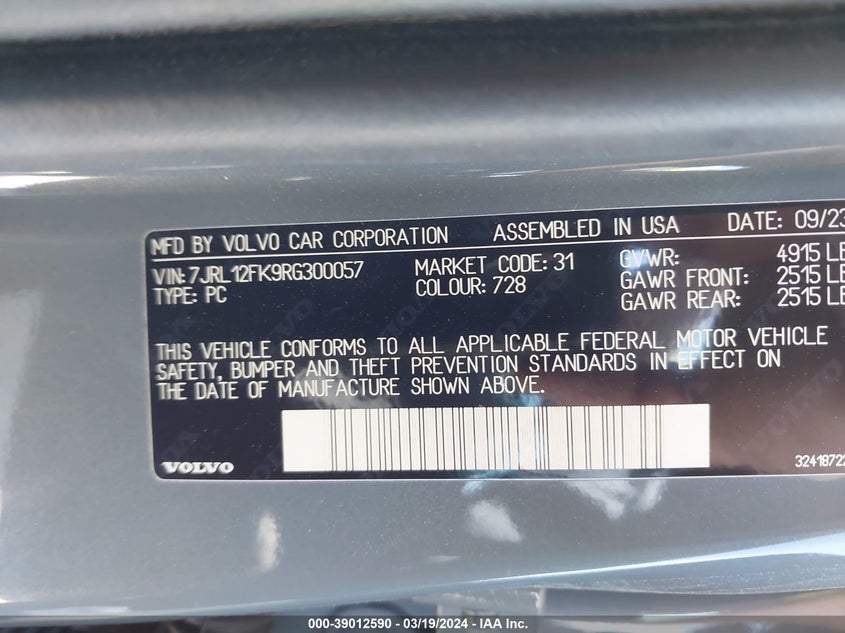 MFD BY VOLVO CAR CORPORATION ASSEMBLED IN USA DATE: 09/23
VIN: 7JRL12FK9RG300057 MARKET CODE: 31 GVWR: 4915 LB
TYPE: PC COLOUR: 728 GAWR FRONT: 2515 LB
GAWR REAR: 2515 LB
THIS VEHICLE CONFORMS TO ALL APPLICABLE FEDERAL MOTOR VEHICLE
SAFETY, BUMPER AND THEFT PREVENTION STANDARDS IN EFFECT ON
THE DATE OF MANUFACTURE SHOWN ABOVE.
VOLVO 3241872
000-39012590 - 03/19/2024 - IAA Inc.